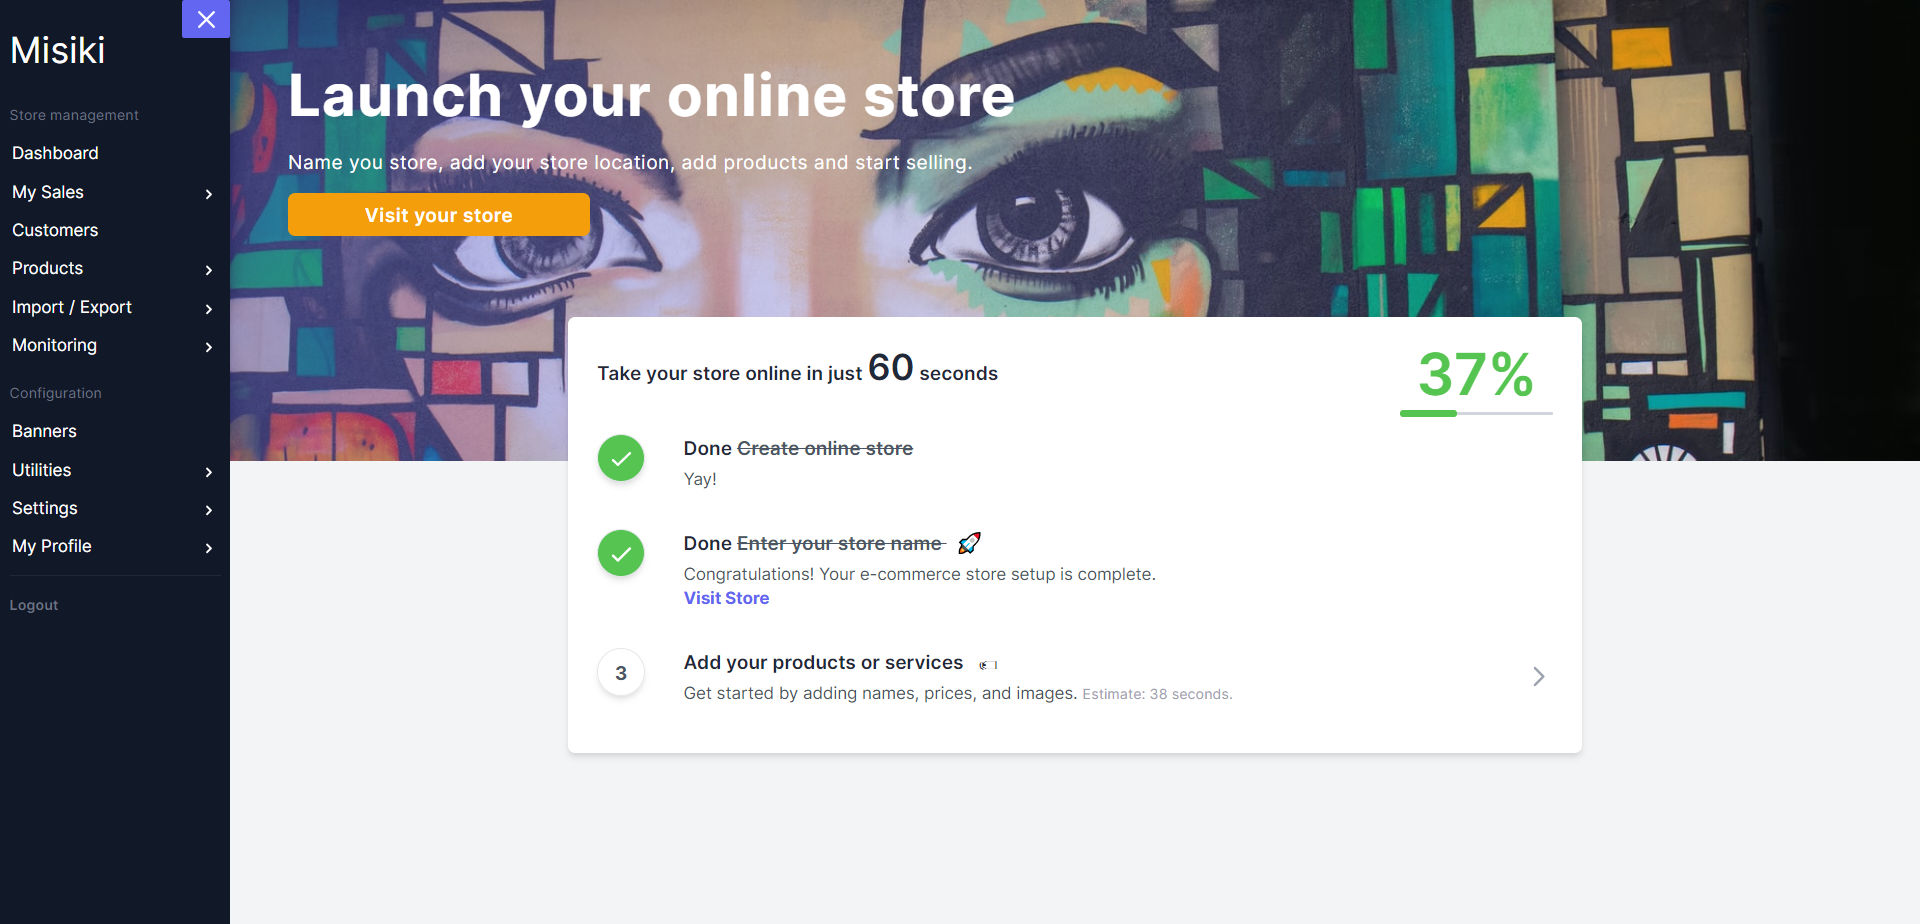 Misiki
Store management
Dashboard
My Sales
Customers
Products
Import / Export
Monitoring
Configuration
Banners
Utilities
Settings
My Profile
Logout
Launch your online store
Name you store, add your store location, add products and start selling.
Visit your store
Take your store online in just 60 seconds
37%
Done Create online store
Yay!
Done Enter your store name
Congratulations! Your e-commerce store setup is complete.
Visit Store
3
Add your products or services
Get started by adding names, prices, and images. Estimate: 38 seconds.